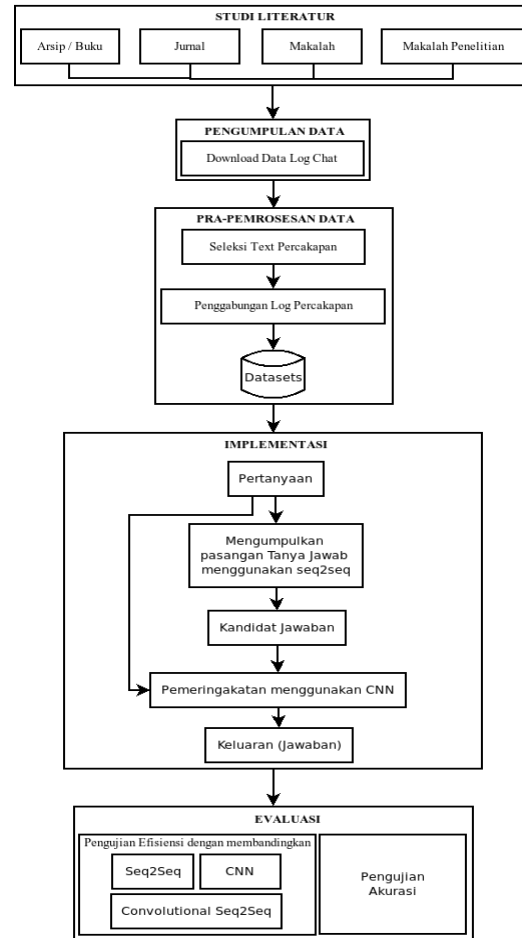 STUDI LITERATUR
Arsip / Buku
Jurnal
Makalah
Makalah Penelitian
PENGUMPULAN DATA
Download Data Log Chat
PRA-PEMROSESAN DATA
Seleksi Text Percakapan
Penggabungan Log Percakapan
Datasets
IMPLEMENTASI
Pertanyaan
Mengumpulkan
pasangan Tanya Jawab
menggunakan seq2seq
Kandidat Jawaban
Pemeringakatan menggunakan CNN
Keluaran (Jawaban)
EVALUASI
Pengujian Efisiensi dengan membandingkan
Seq2Seq
CNN
Convolutional Seq2Seq
Pengujian
Akurasi